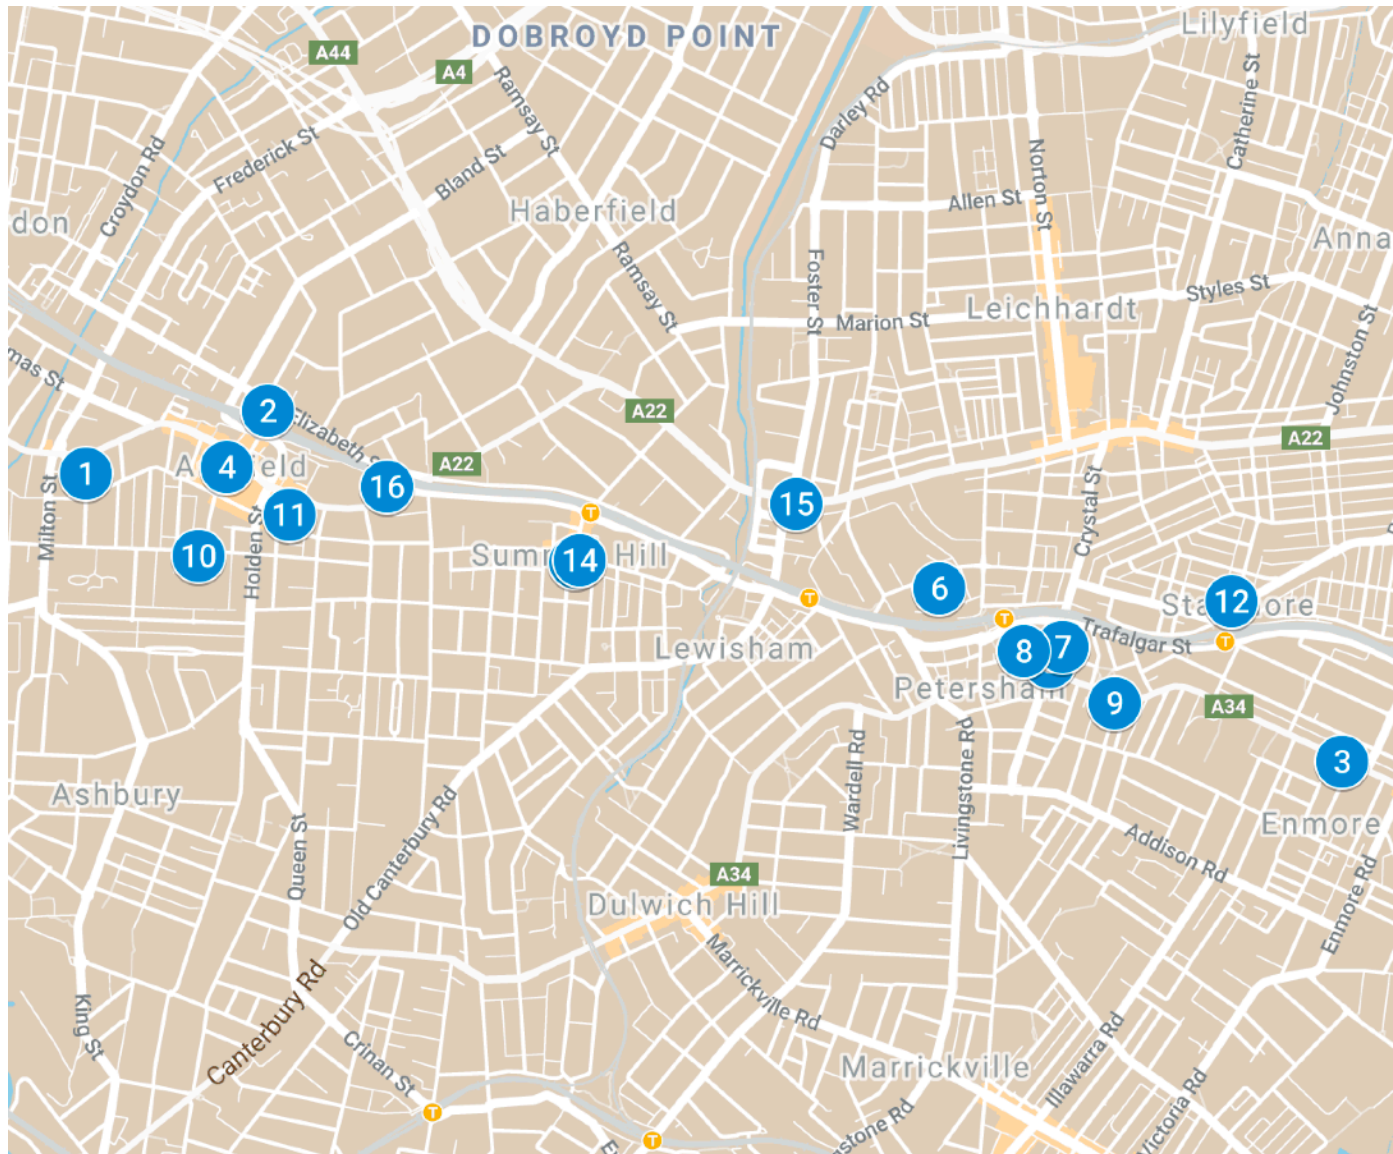 Lilyfield
DOBROYD POINT
A44
A4
Ramsay St
Darley Rd
Catherine St
Croydon Rd
Frederick St
Bland St
Norton St
Allen St
Haberfield
don
Anna
Ramsay St
Foster St
Styles St
Leichhardt
Marion St
Johnston St
mas St
2
Elizabeth S
A22
A22
1
4
A
ield
A22
16
15
Milton St
11
Holden St
Crystal St
10
T
Sum
14
Hill
6
T
Sta
12
ore
T
Lewisham
8
7
Trafalgar St
T
Petersham
9
A34
Wardell Rd
Livingstone Rd
3
Ashbury
Enmore
Queen St
Old Canterbury Rd
Addison Rd
A34
Dulwich Hill
Enmore Rd
Marrickville Rd
King St
Canterbury Rd
Crinan St
Marrickville
Illawarra Rd
Victoria Rd
T
T
gstone Rd